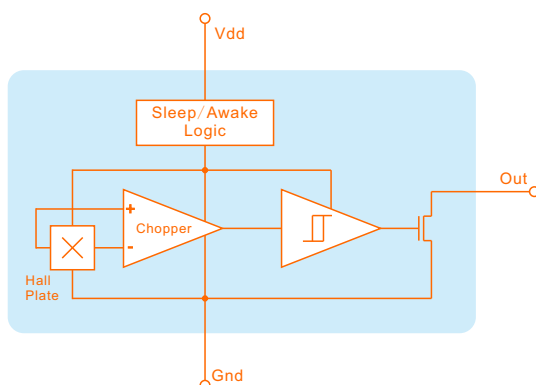 Vdd
Sleep/Awake
Logic
Out
+
Chopper
-
Hall
Plate
Gnd